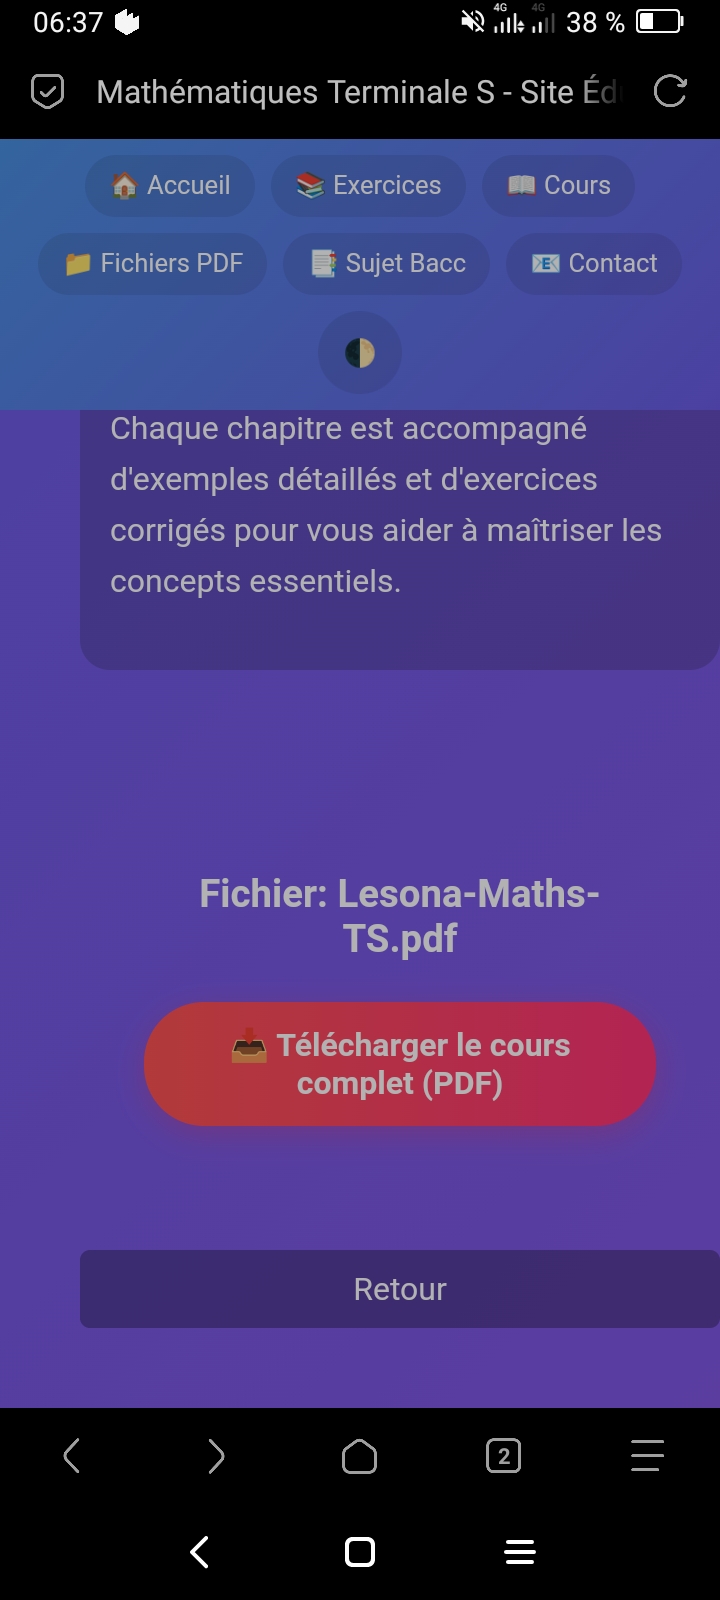 06:37
4G 4G 38 %
Mathématiques Terminale S - Site Éd
🏠 Accueil
📚 Exercices
📖 Cours
📁 Fichiers PDF
📑 Sujet Bacc
📧 Contact
Chaque chapitre est accompagné
d'exemples détaillés et d'exercices
corrigés pour vous aider à maîtriser les
concepts essentiels.
Fichier: Lesona-Maths-
TS.pdf
📥 Télécharger le cours
complet (PDF)
Retour
2